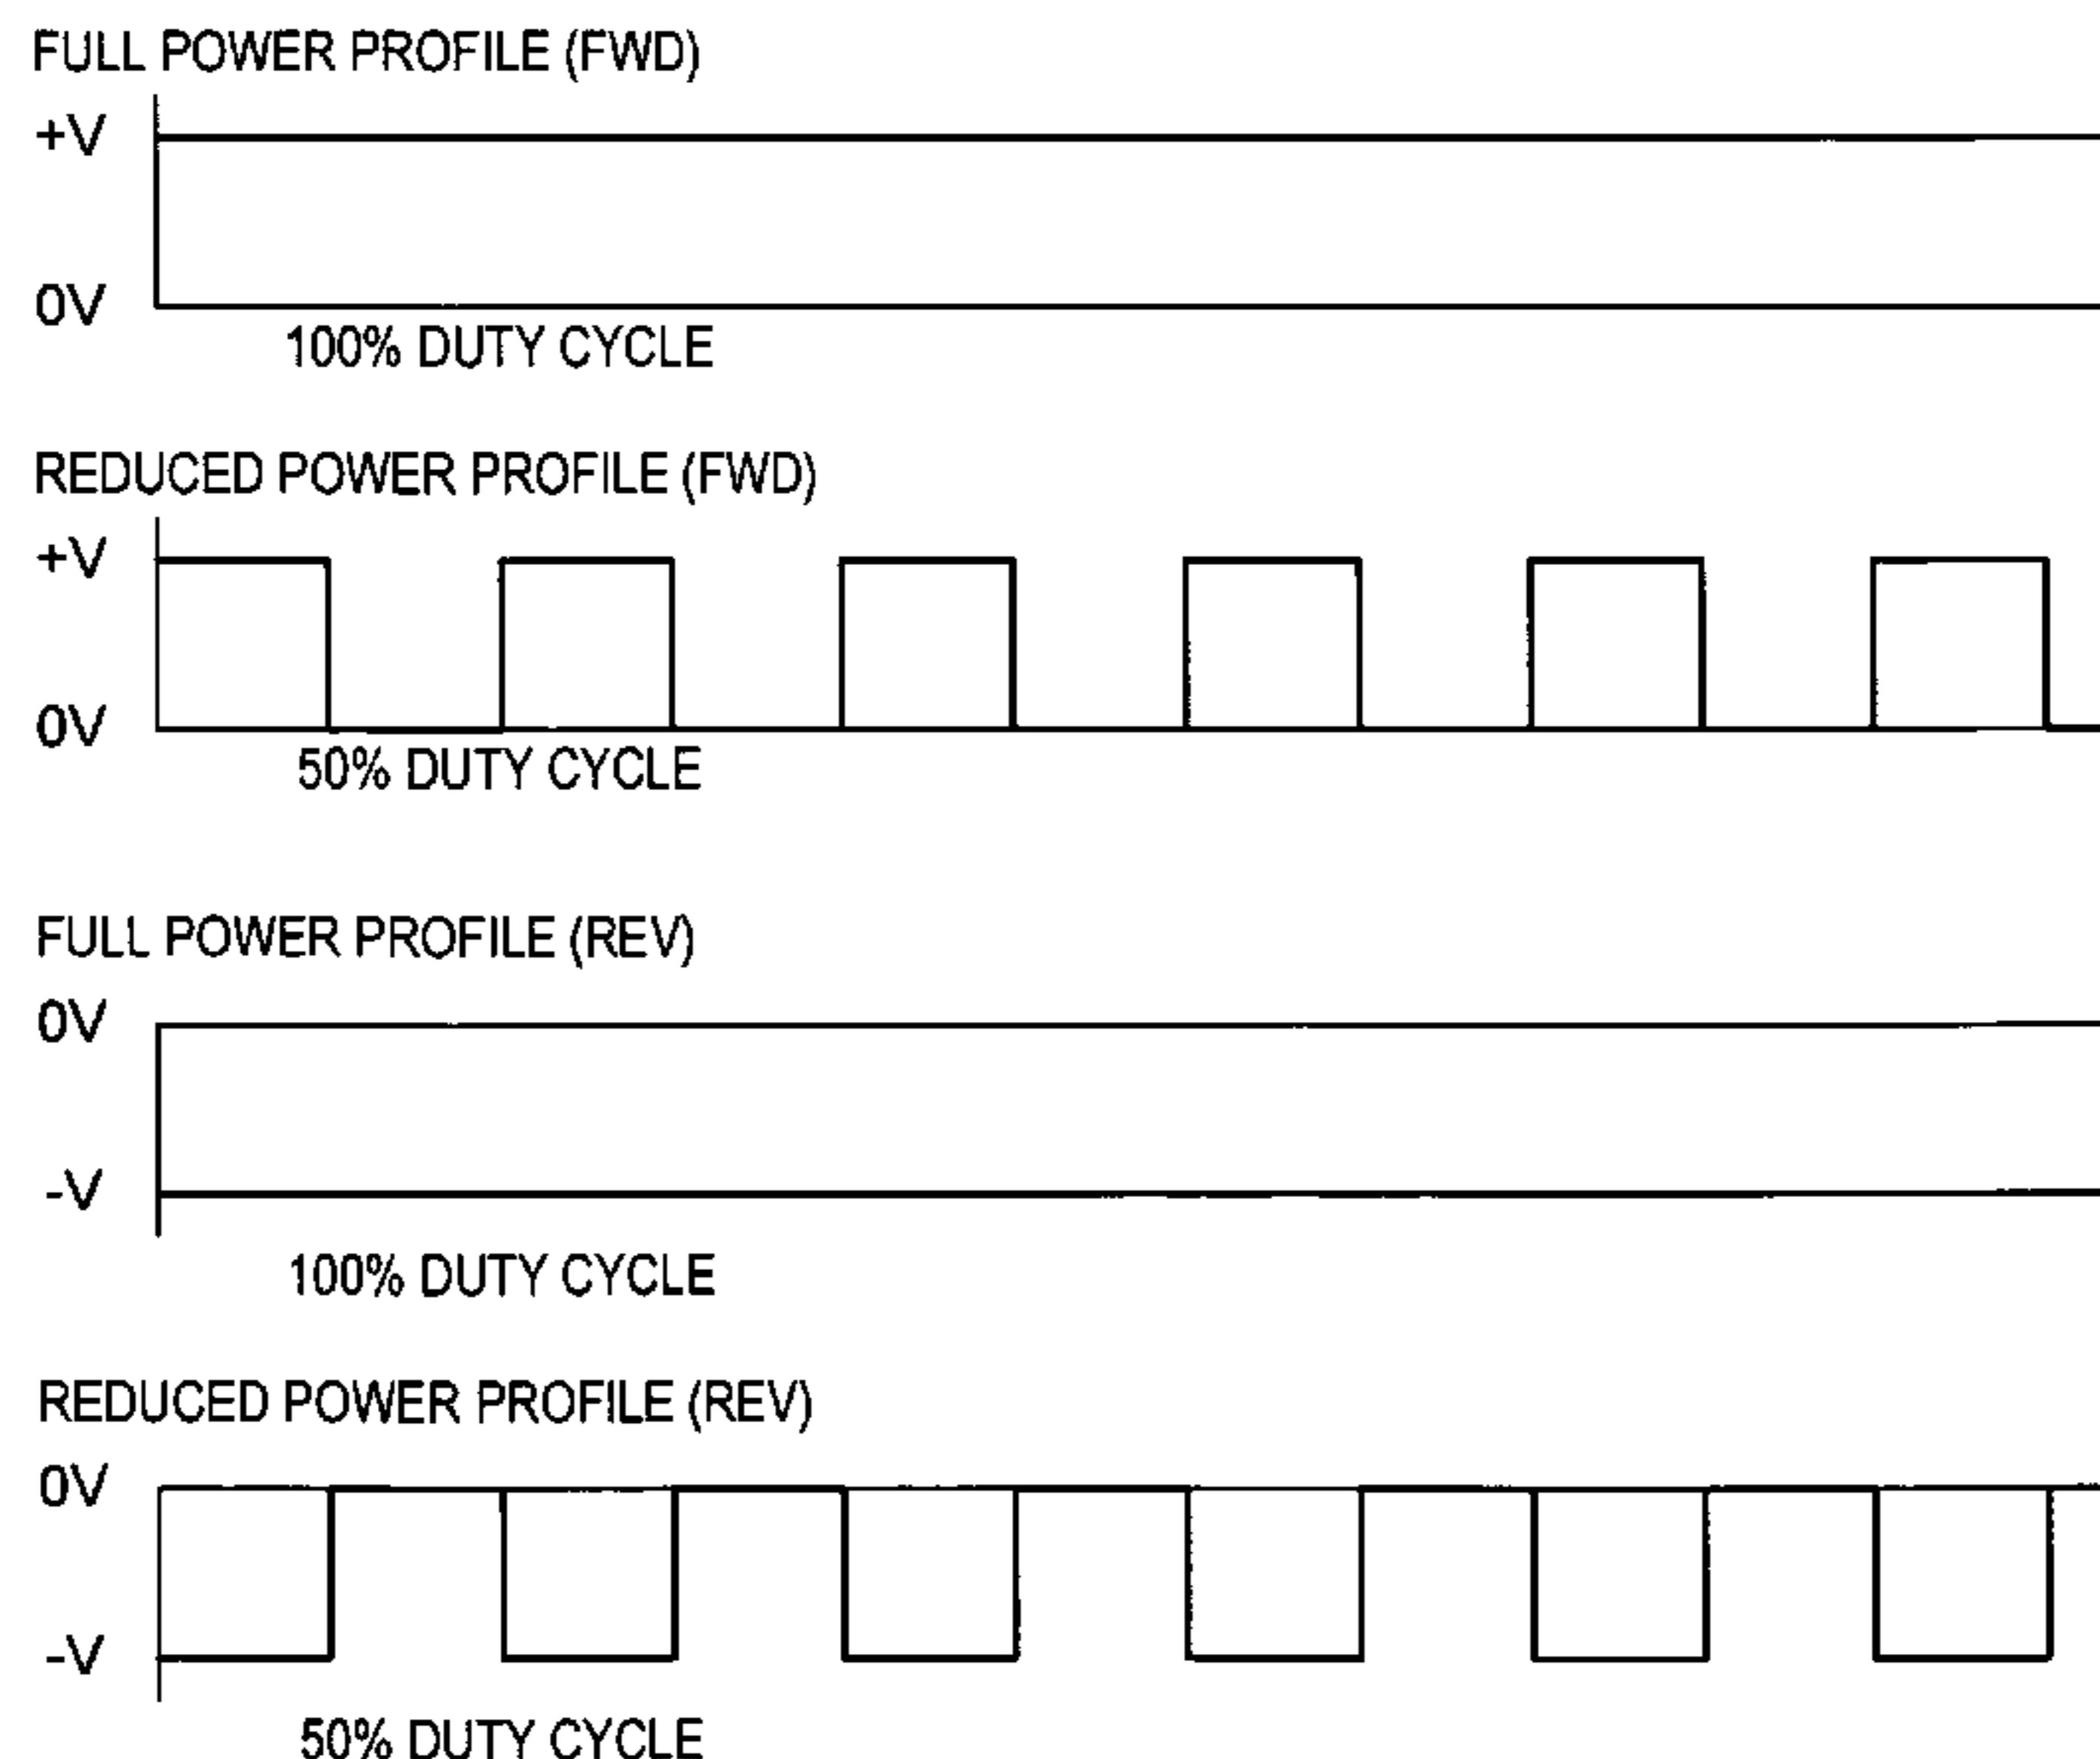 FULL POWER PROFILE (FWD)
+V
0V
100% DUTY CYCLE
REDUCED POWER PROFILE (FWD)
+V
0V
50% DUTY CYCLE
FULL POWER PROFILE (REV)
0V
-V
100% DUTY CYCLE
REDUCED POWER PROFILE (REV)
0V
-V
50% DUTY CYCLE